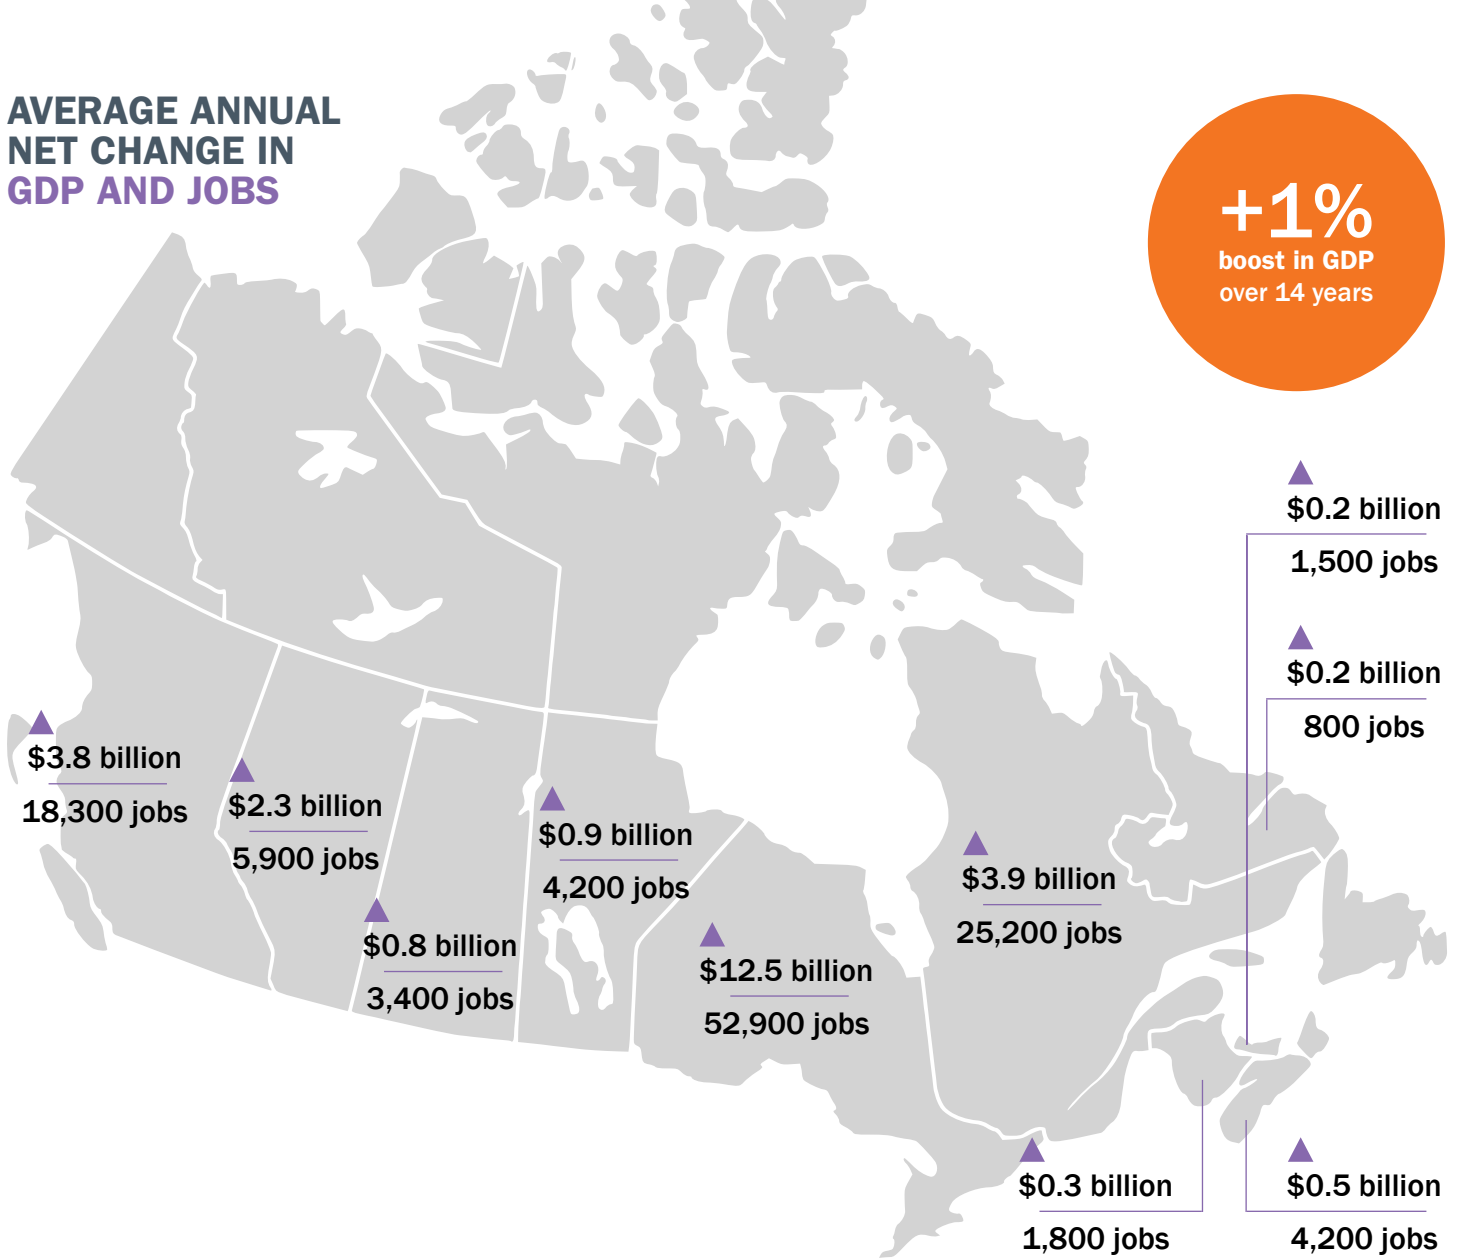 AVERAGE ANNUAL
NET CHANGE IN
GDP AND JOBS
+1%
boost in GDP
over 14 years
$0.2 billion
1,500 jobs
$0.2 billion
800 jobs
$3.8 billion
18,300 jobs
$2.3 billion
5,900 jobs
$0.8 billion
3,400 jobs
$0.9 billion
4,200 jobs
$12.5 billion
52,900 jobs
$3.9 billion
25,200 jobs
$0.3 billion
1,800 jobs
$0.5 billion
4,200 jobs